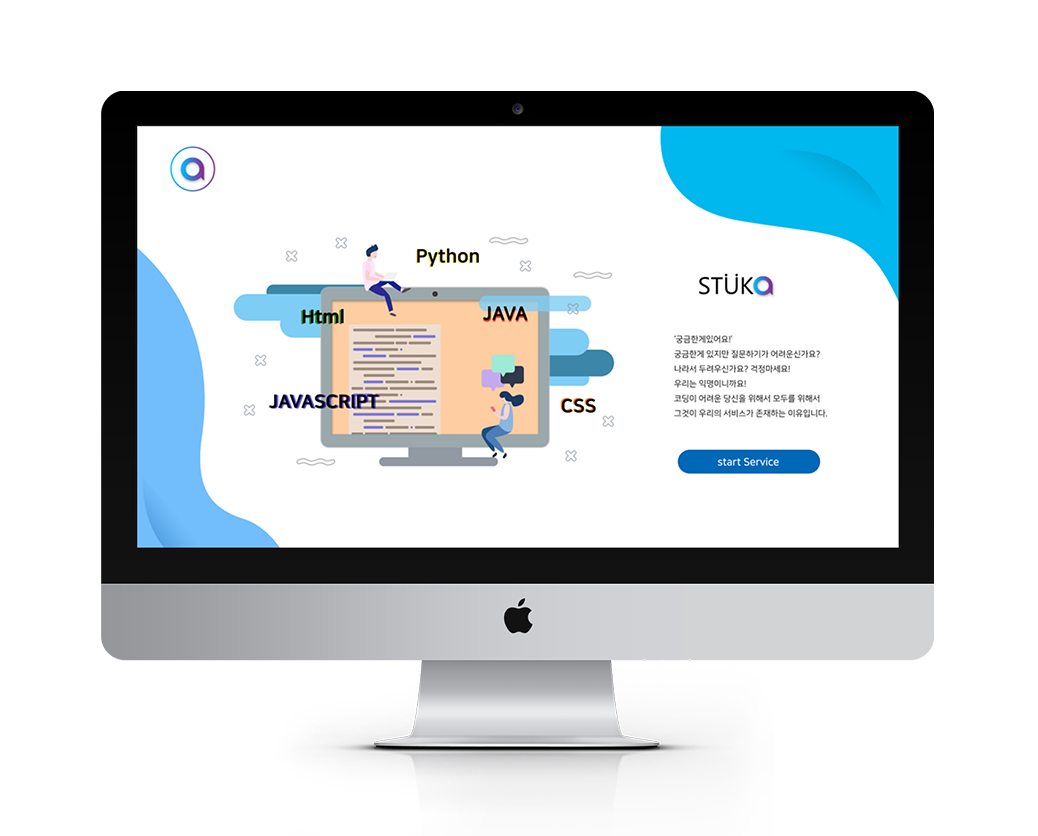 Python
Html
JAVA
JAVASCRIPT
CSS
STÜKa
'궁금한게있어요!'
궁금한게 있지만 질문하기가 어려운신가요?
나라서 두려우신가요? 걱정마세요!
우리는 익명이니까요!
코딩이 어려운 당신을 위해서 모두를 위해서
그것이 우리의 서비스가 존재하는 이유입니다.
start Service